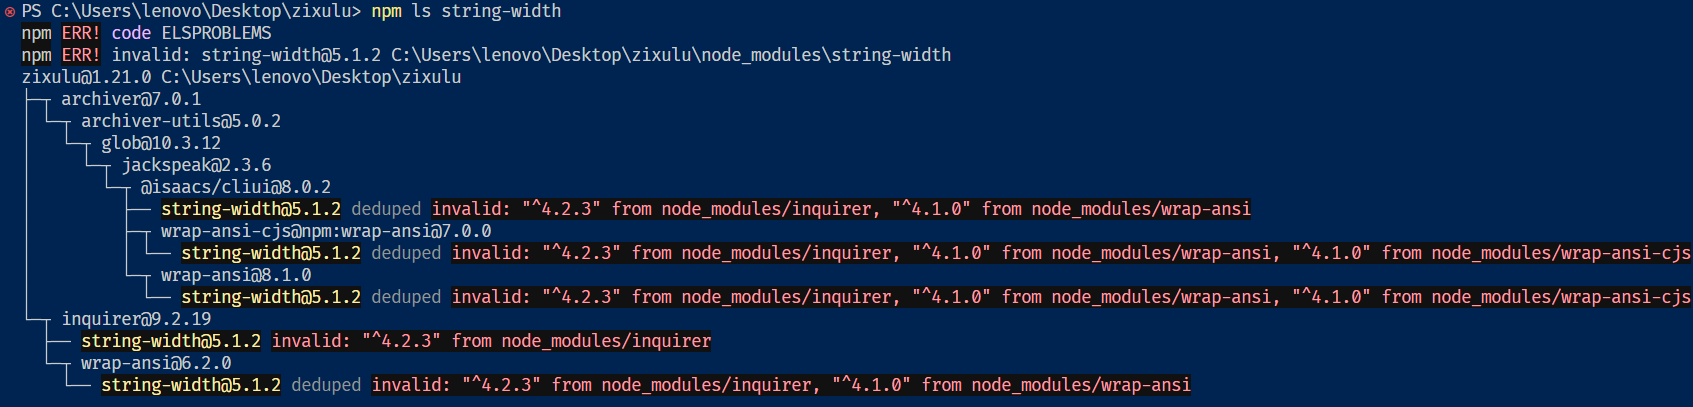 PS C:\Users\lenovo\Desktop\zixulu> npm ls string-width
npm ERR! code ELSPROBLEMS
npm ERR! invalid: string-width@5.1.2 C:\Users\lenovo\Desktop\zixulu\node_modules\string-width
zixulu@1.21.0 C:\Users\lenovo\Desktop\zixulu
├─┬ archiver@7.0.1
│ └─┬ archiver-utils@5.0.2
│   └─┬ glob@10.3.12
│     └─┬ jackspeak@2.3.6
│       └─┬ @isaacs/cliui@8.0.2
│         ├── string-width@5.1.2 deduped invalid: "^4.2.3" from node_modules/inquirer, "^4.1.0" from node_modules/wrap-ansi
│         ├─┬ wrap-ansi-cjs@npm:wrap-ansi@7.0.0
│         │ └── string-width@5.1.2 deduped invalid: "^4.2.3" from node_modules/inquirer, "^4.1.0" from node_modules/wrap-ansi, "^4.1.0" from node_modules/wrap-ansi-cjs
│         └─┬ wrap-ansi@8.1.0
│           └── string-width@5.1.2 deduped invalid: "^4.2.3" from node_modules/inquirer, "^4.1.0" from node_modules/wrap-ansi, "^4.1.0" from node_modules/wrap-ansi-cjs
└─┬ inquirer@9.2.19
  ├── string-width@5.1.2 invalid: "^4.2.3" from node_modules/inquirer
  └─┬ wrap-ansi@6.2.0
    └── string-width@5.1.2 deduped invalid: "^4.2.3" from node_modules/inquirer, "^4.1.0" from node_modules/wrap-ansi